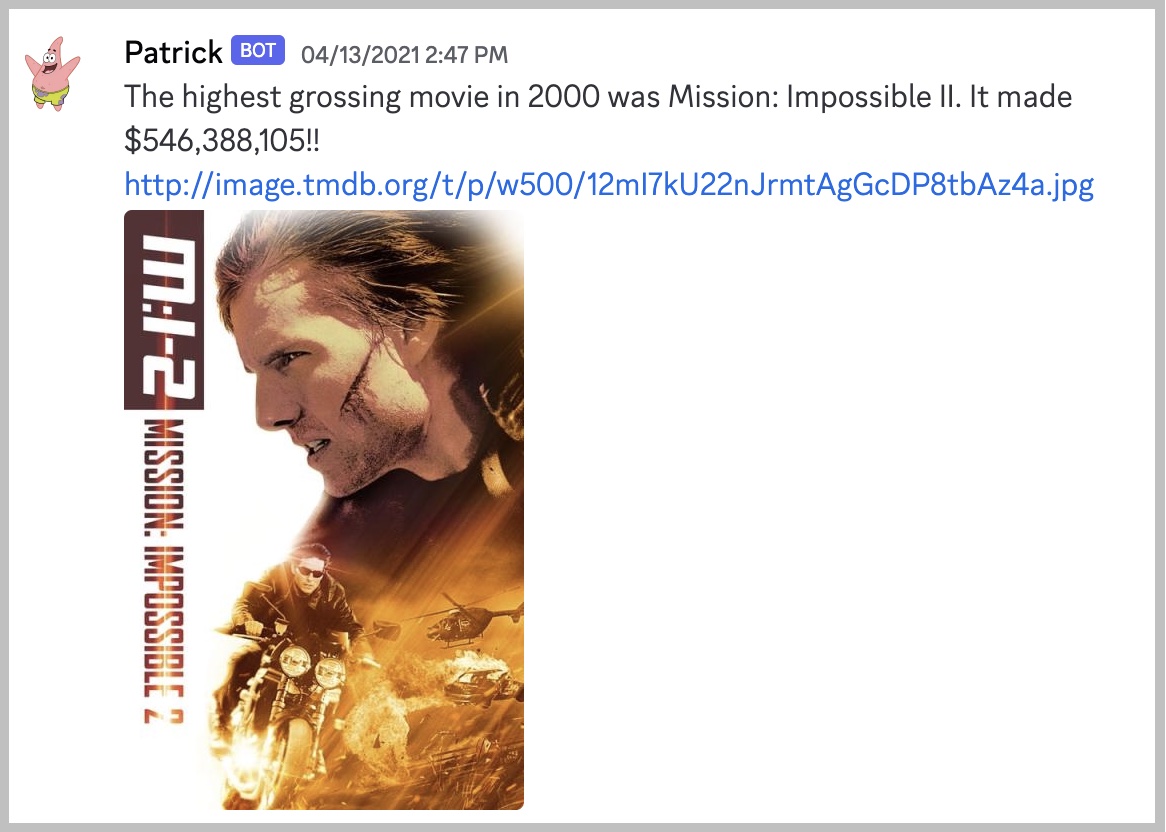 Patrick BOT 04/13/2021 2:47 PM
The highest grossing movie in 2000 was Mission: Impossible II. It made
$546,388,105!!
http://image.tmdb.org/t/p/w500/12mI7kU22nJrmtAgGcDP8tbAz4a.jpg
M:I-2
MISSION: IMPOSSIBLE 2